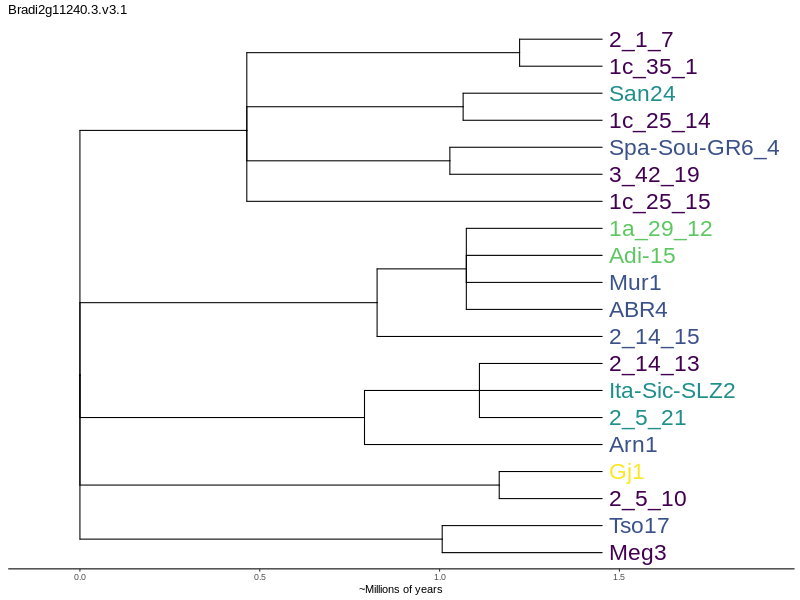 Bradi2g11240.3.v3.1
2_1_7
1c_35_1
San24
1c_25_14
Spa-Sou-GR6_4
3_42_19
1c_25_15
1a_29_12
Adi-15
Mur1
ABR4
2_14_15
2_14_13
Ita-Sic-SLZ2
2_5_21
Arn1
Gj1
2_5_10
Tso17
Meg3
0.0 0.5 1.0 1.5
~Millions of years